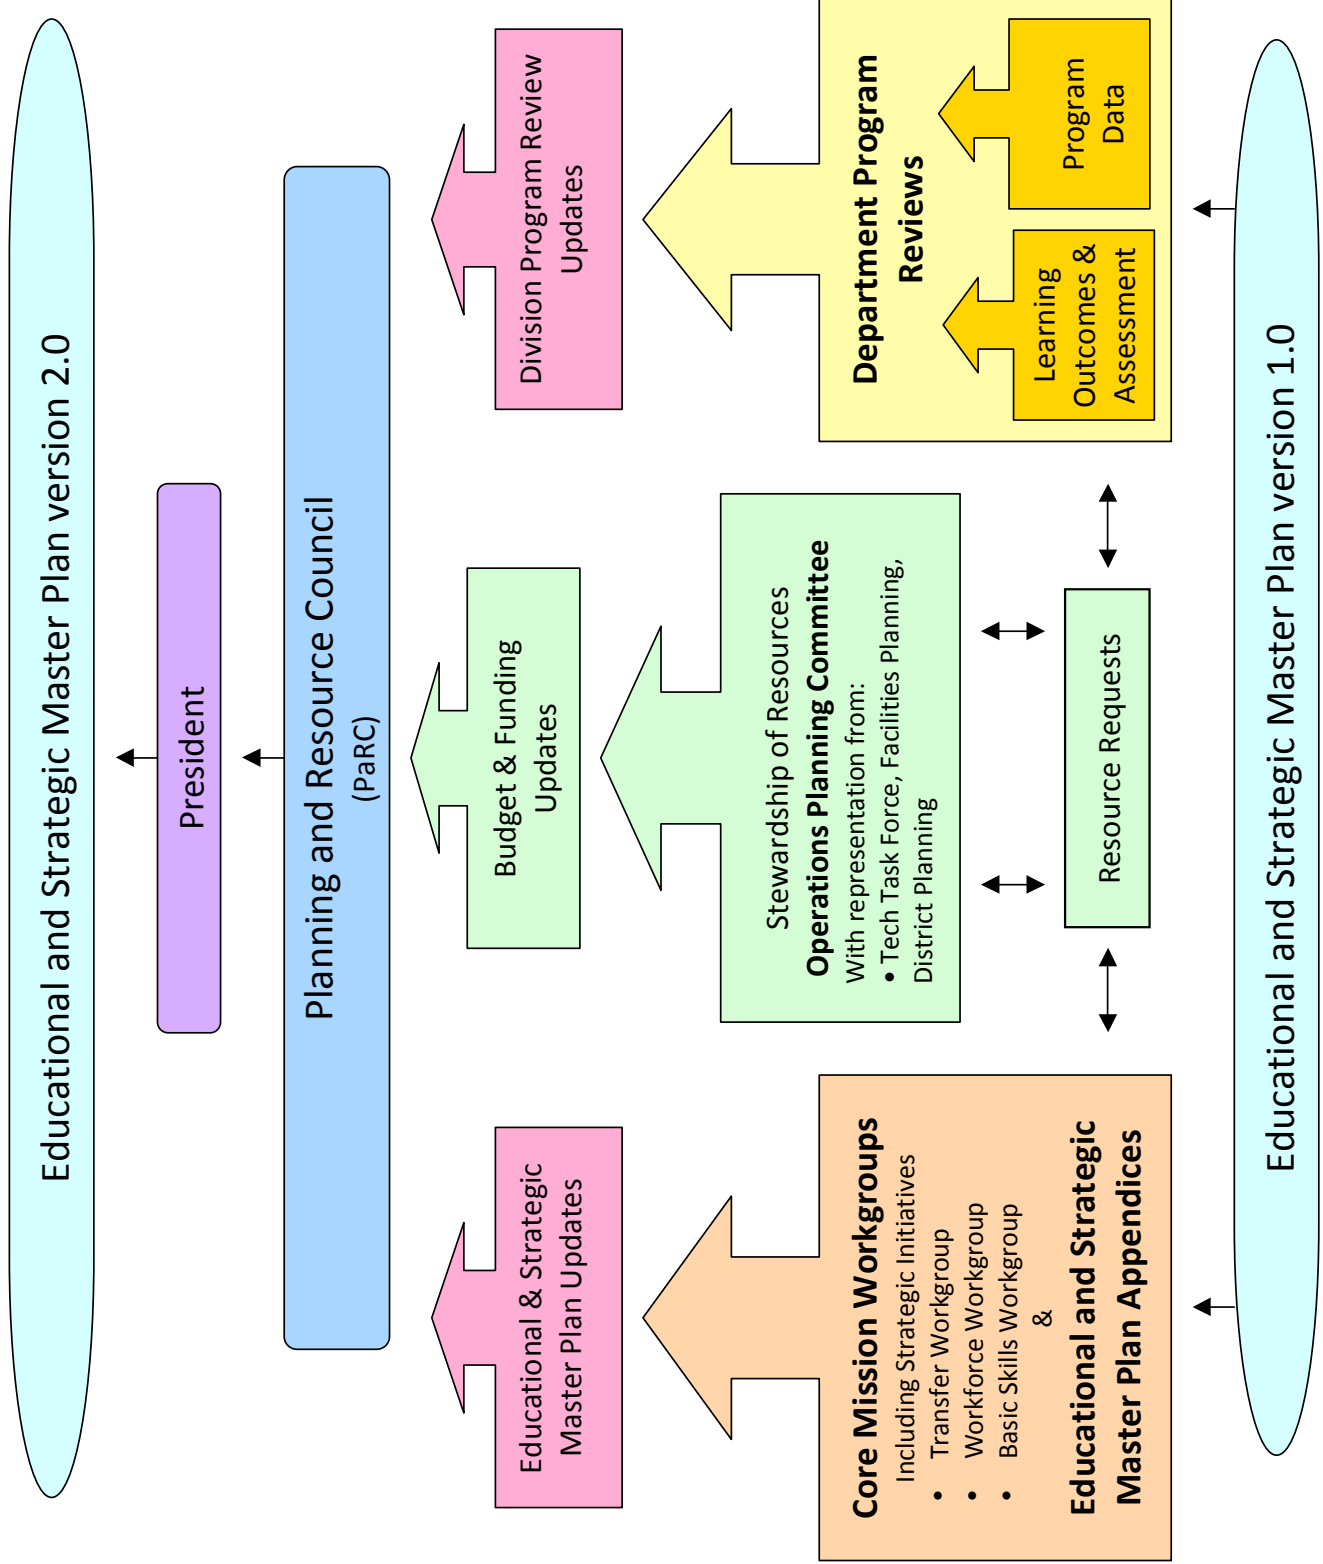 Educational and Strategic Master Plan version 2.0
President
Planning and Resource Council
(PaRC)
Educational & Strategic
Master Plan Updates
Budget & Funding
Updates
Division Program Review
Updates
Core Mission Workgroups
Including Strategic Initiatives
• Transfer Workgroup
• Workforce Workgroup
• Basic Skills Workgroup
&
Educational and Strategic
Master Plan Appendices
Stewardship of Resources
Operations Planning Committee
With representation from:
• Tech Task Force, Facilities Planning,
District Planning
Resource Requests
Department Program
Reviews
Learning
Outcomes &
Assessment
Program
Data
Educational and Strategic Master Plan version 1.0